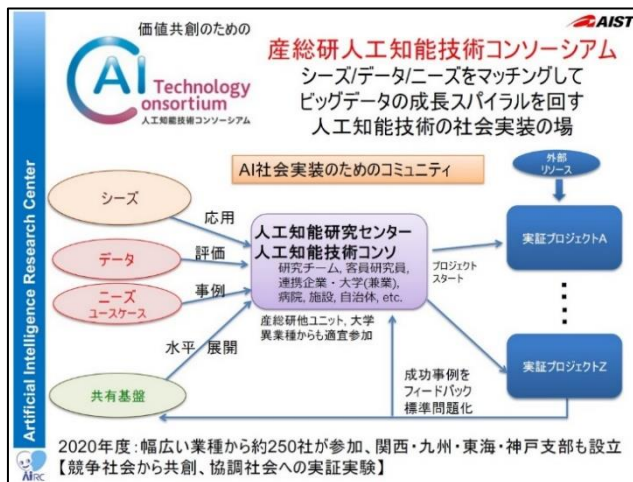 価値共創のための
AI Technology
Consortium
人工知能技術コンソーシアム
AIST
産総研人工知能技術コンソーシアム
シーズ/データ/ニーズをマッチングして
ビッグデータの成長スパイラルを回す
人工知能技術の社会実装の場
AI社会実装のためのコミュニティ
外部
リソース
シーズ
応用
データ
評価
ニーズ
ユースケース
事例
人工知能研究センター
人工知能技術コンソ
研究チーム, 客員研究員,
連携企業・大学(兼業),
病院, 施設, 自治体, etc.
産総研他ユニット, 大学
異業種からも適宜参加
プロジェクト
スタート
実証プロジェクトA
実証プロジェクトZ
水平 展開
共有基盤
成功事例を
フィードバック
標準問題化
2020年度:幅広い業種から約250社が参加、関西・九州・東海・神戸支部も設立
【競争社会から共創、協調社会への実証実験】
Artificial Intelligence Research Center
AIRC